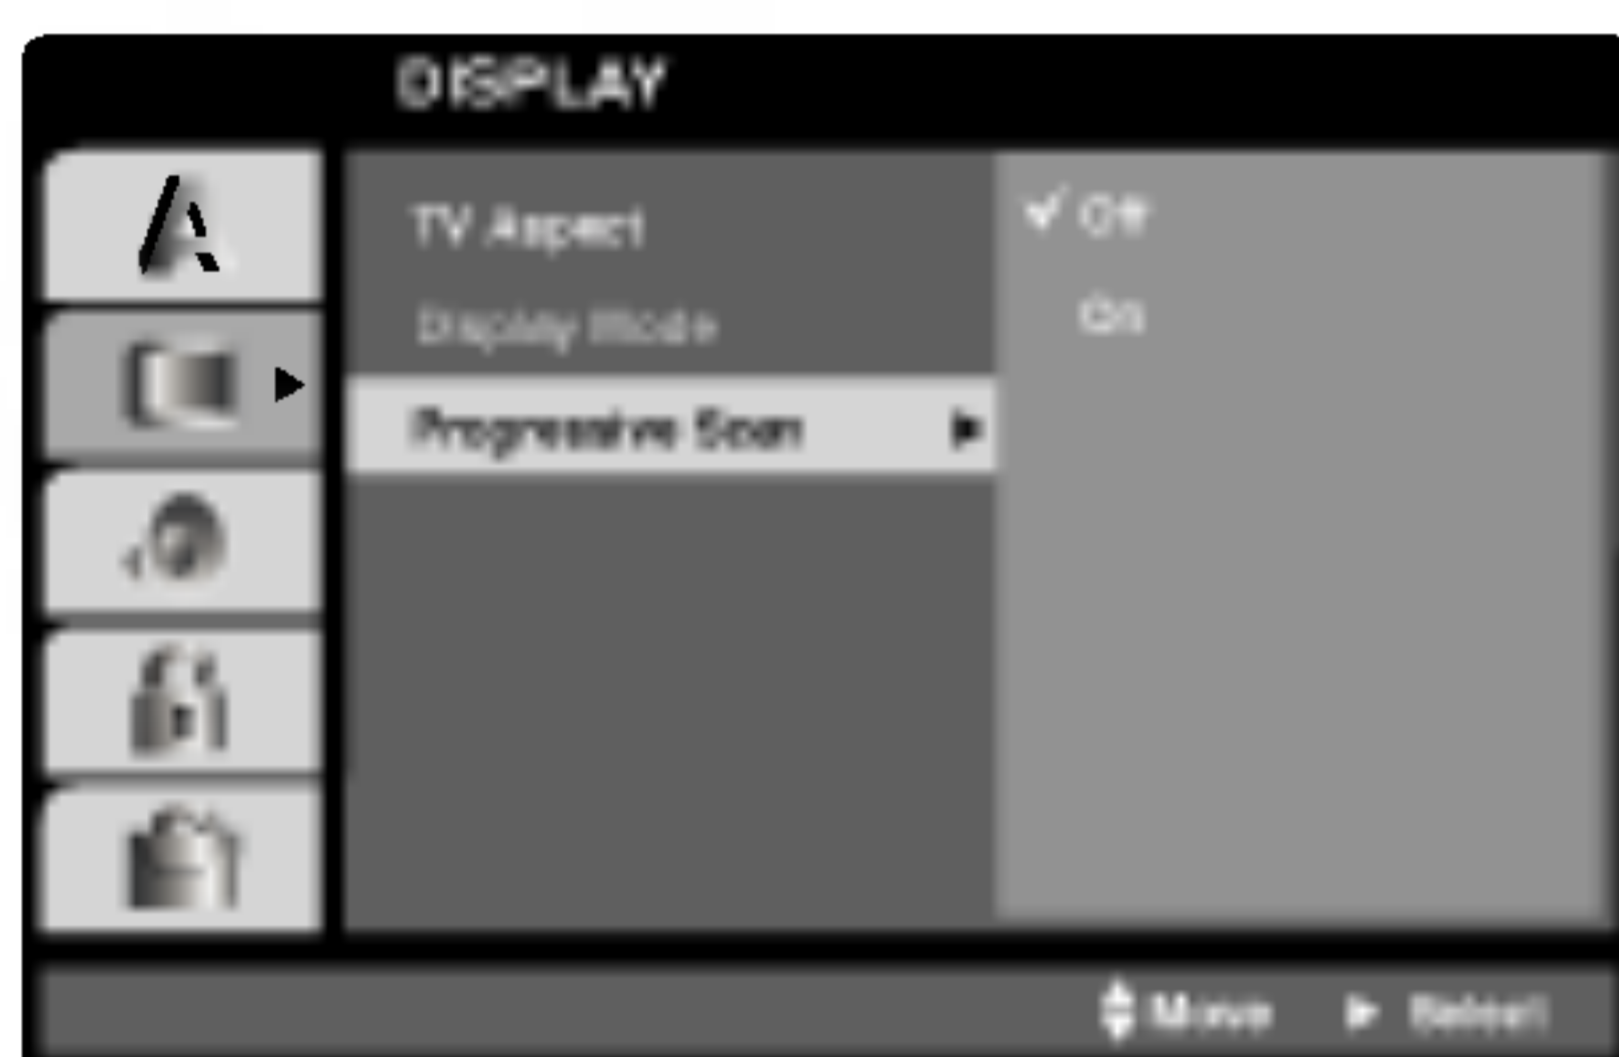 DISPLAY
TV Aspect
Display Mode
Progressive Scan
✓ Off
On
Move
Select